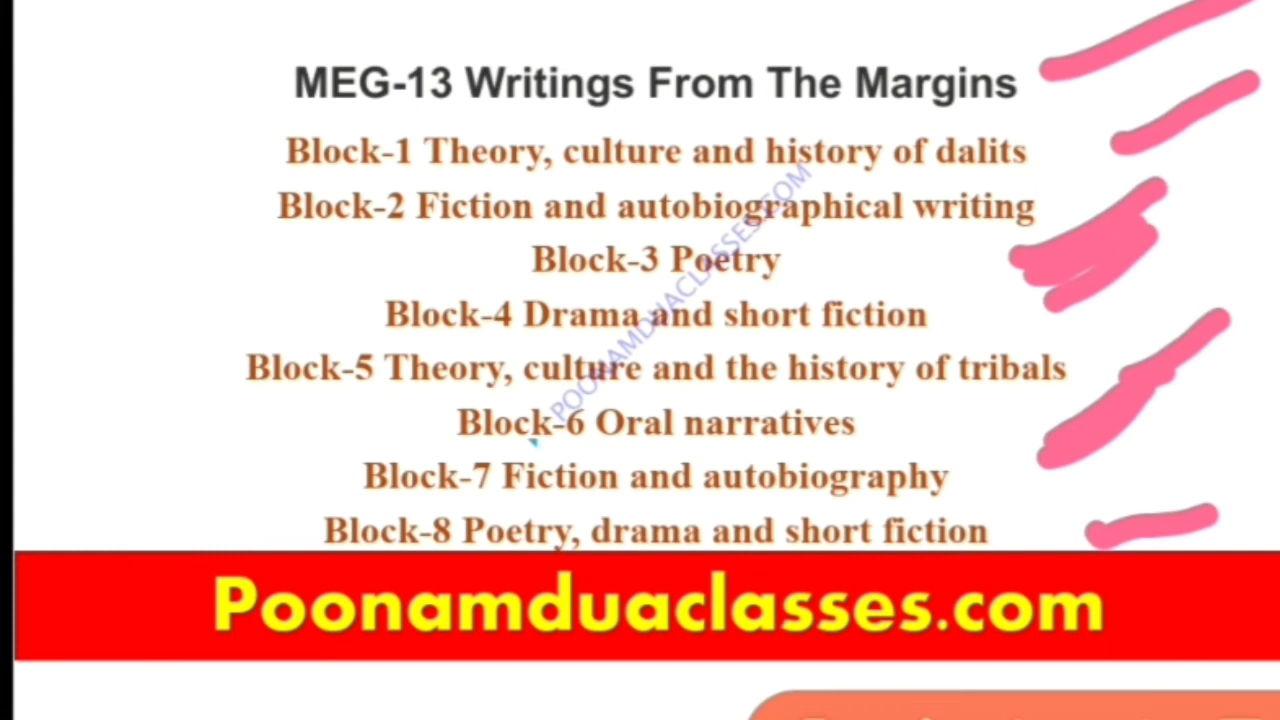 MEG-13 Writings From The Margins
Block-1 Theory, culture and history of dalits
Block-2 Fiction and autobiographical writing
Block-3 Poetry
Block-4 Drama and short fiction
Block-5 Theory, culture and the history of tribals
Block-6 Oral narratives
Block-7 Fiction and autobiography
Block-8 Poetry, drama and short fiction
POONAMDUACLASSES.COM
Poonamduaclasses.com